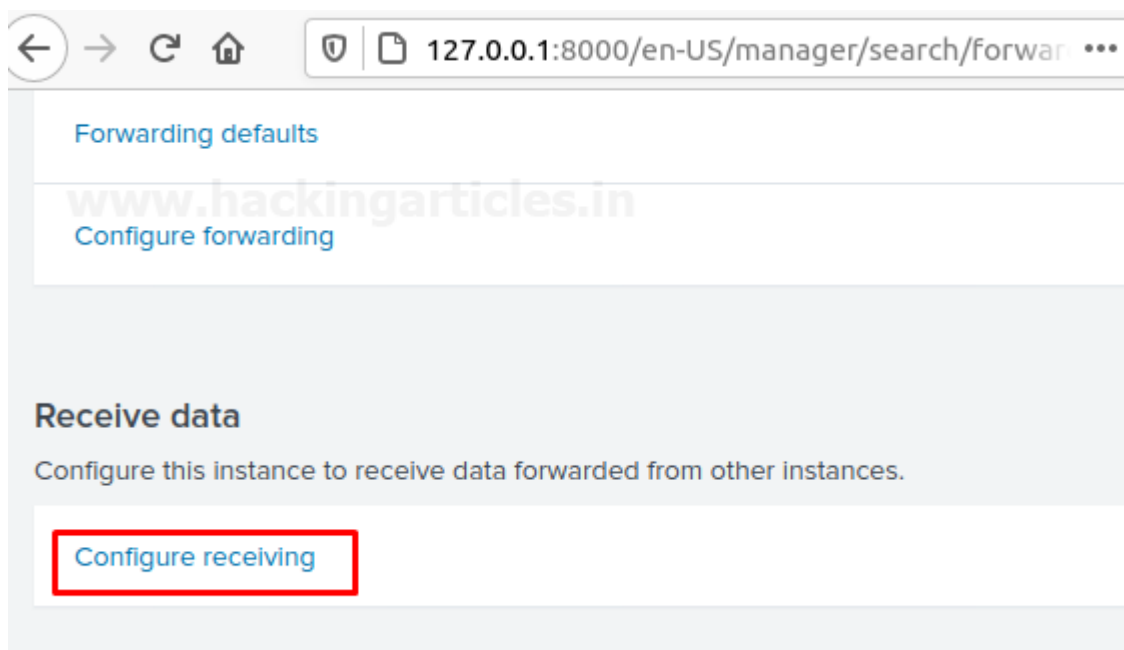 127.0.0.1:8000/en-US/manager/search/forwar
Forwarding defaults
www.hackingarticles.in
Configure forwarding
Receive data
Configure this instance to receive data forwarded from other instances.
Configure receiving